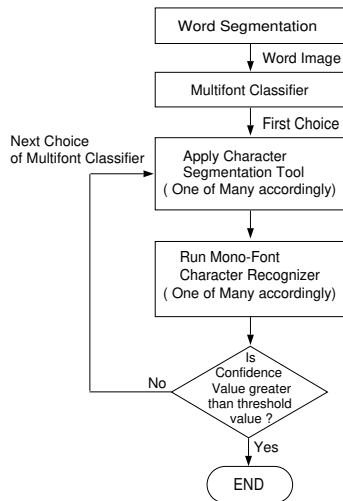 Word Segmentation
Word Image
Multifont Classifier
First Choice
Next Choice
of Multifont Classifier
Apply Character
Segmentation Tool
( One of Many accordingly)
Run Mono-Font
Character Recognizer
( One of Many accordingly)
Is
Confidence
Value greater
than threshold
value ?
No
Yes
END